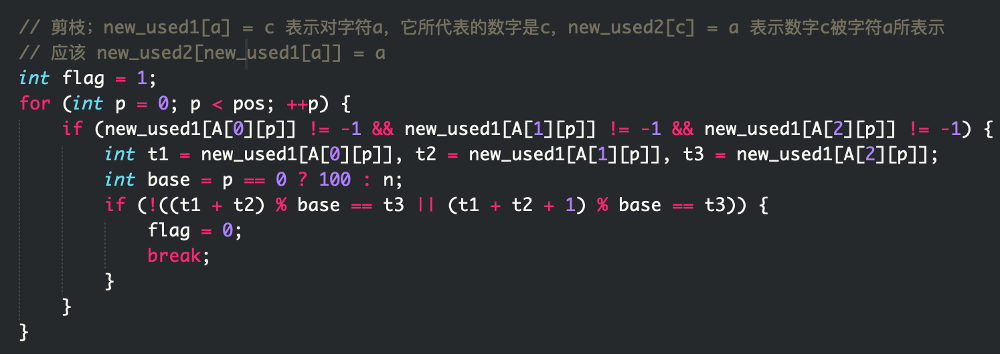 // 剪枝；new_used1[a] = c 表示对字符a，它所代表的数字是c，new_used2[c] = a 表示数字c被字符a所表示
// 应该 new_used2[new_used1[a]] = a
int flag = 1;
for (int p = 0; p < pos; ++p) {
    if (new_used1[A[0][p]] != -1 && new_used1[A[1][p]] != -1 && new_used1[A[2][p]] != -1) {
        int t1 = new_used1[A[0][p]], t2 = new_used1[A[1][p]], t3 = new_used1[A[2][p]];
        int base = p == 0 ? 100 : n;
        if (!((t1 + t2) % base == t3 || (t1 + t2 + 1) % base == t3)) {
            flag = 0;
            break;
        }
    }
}